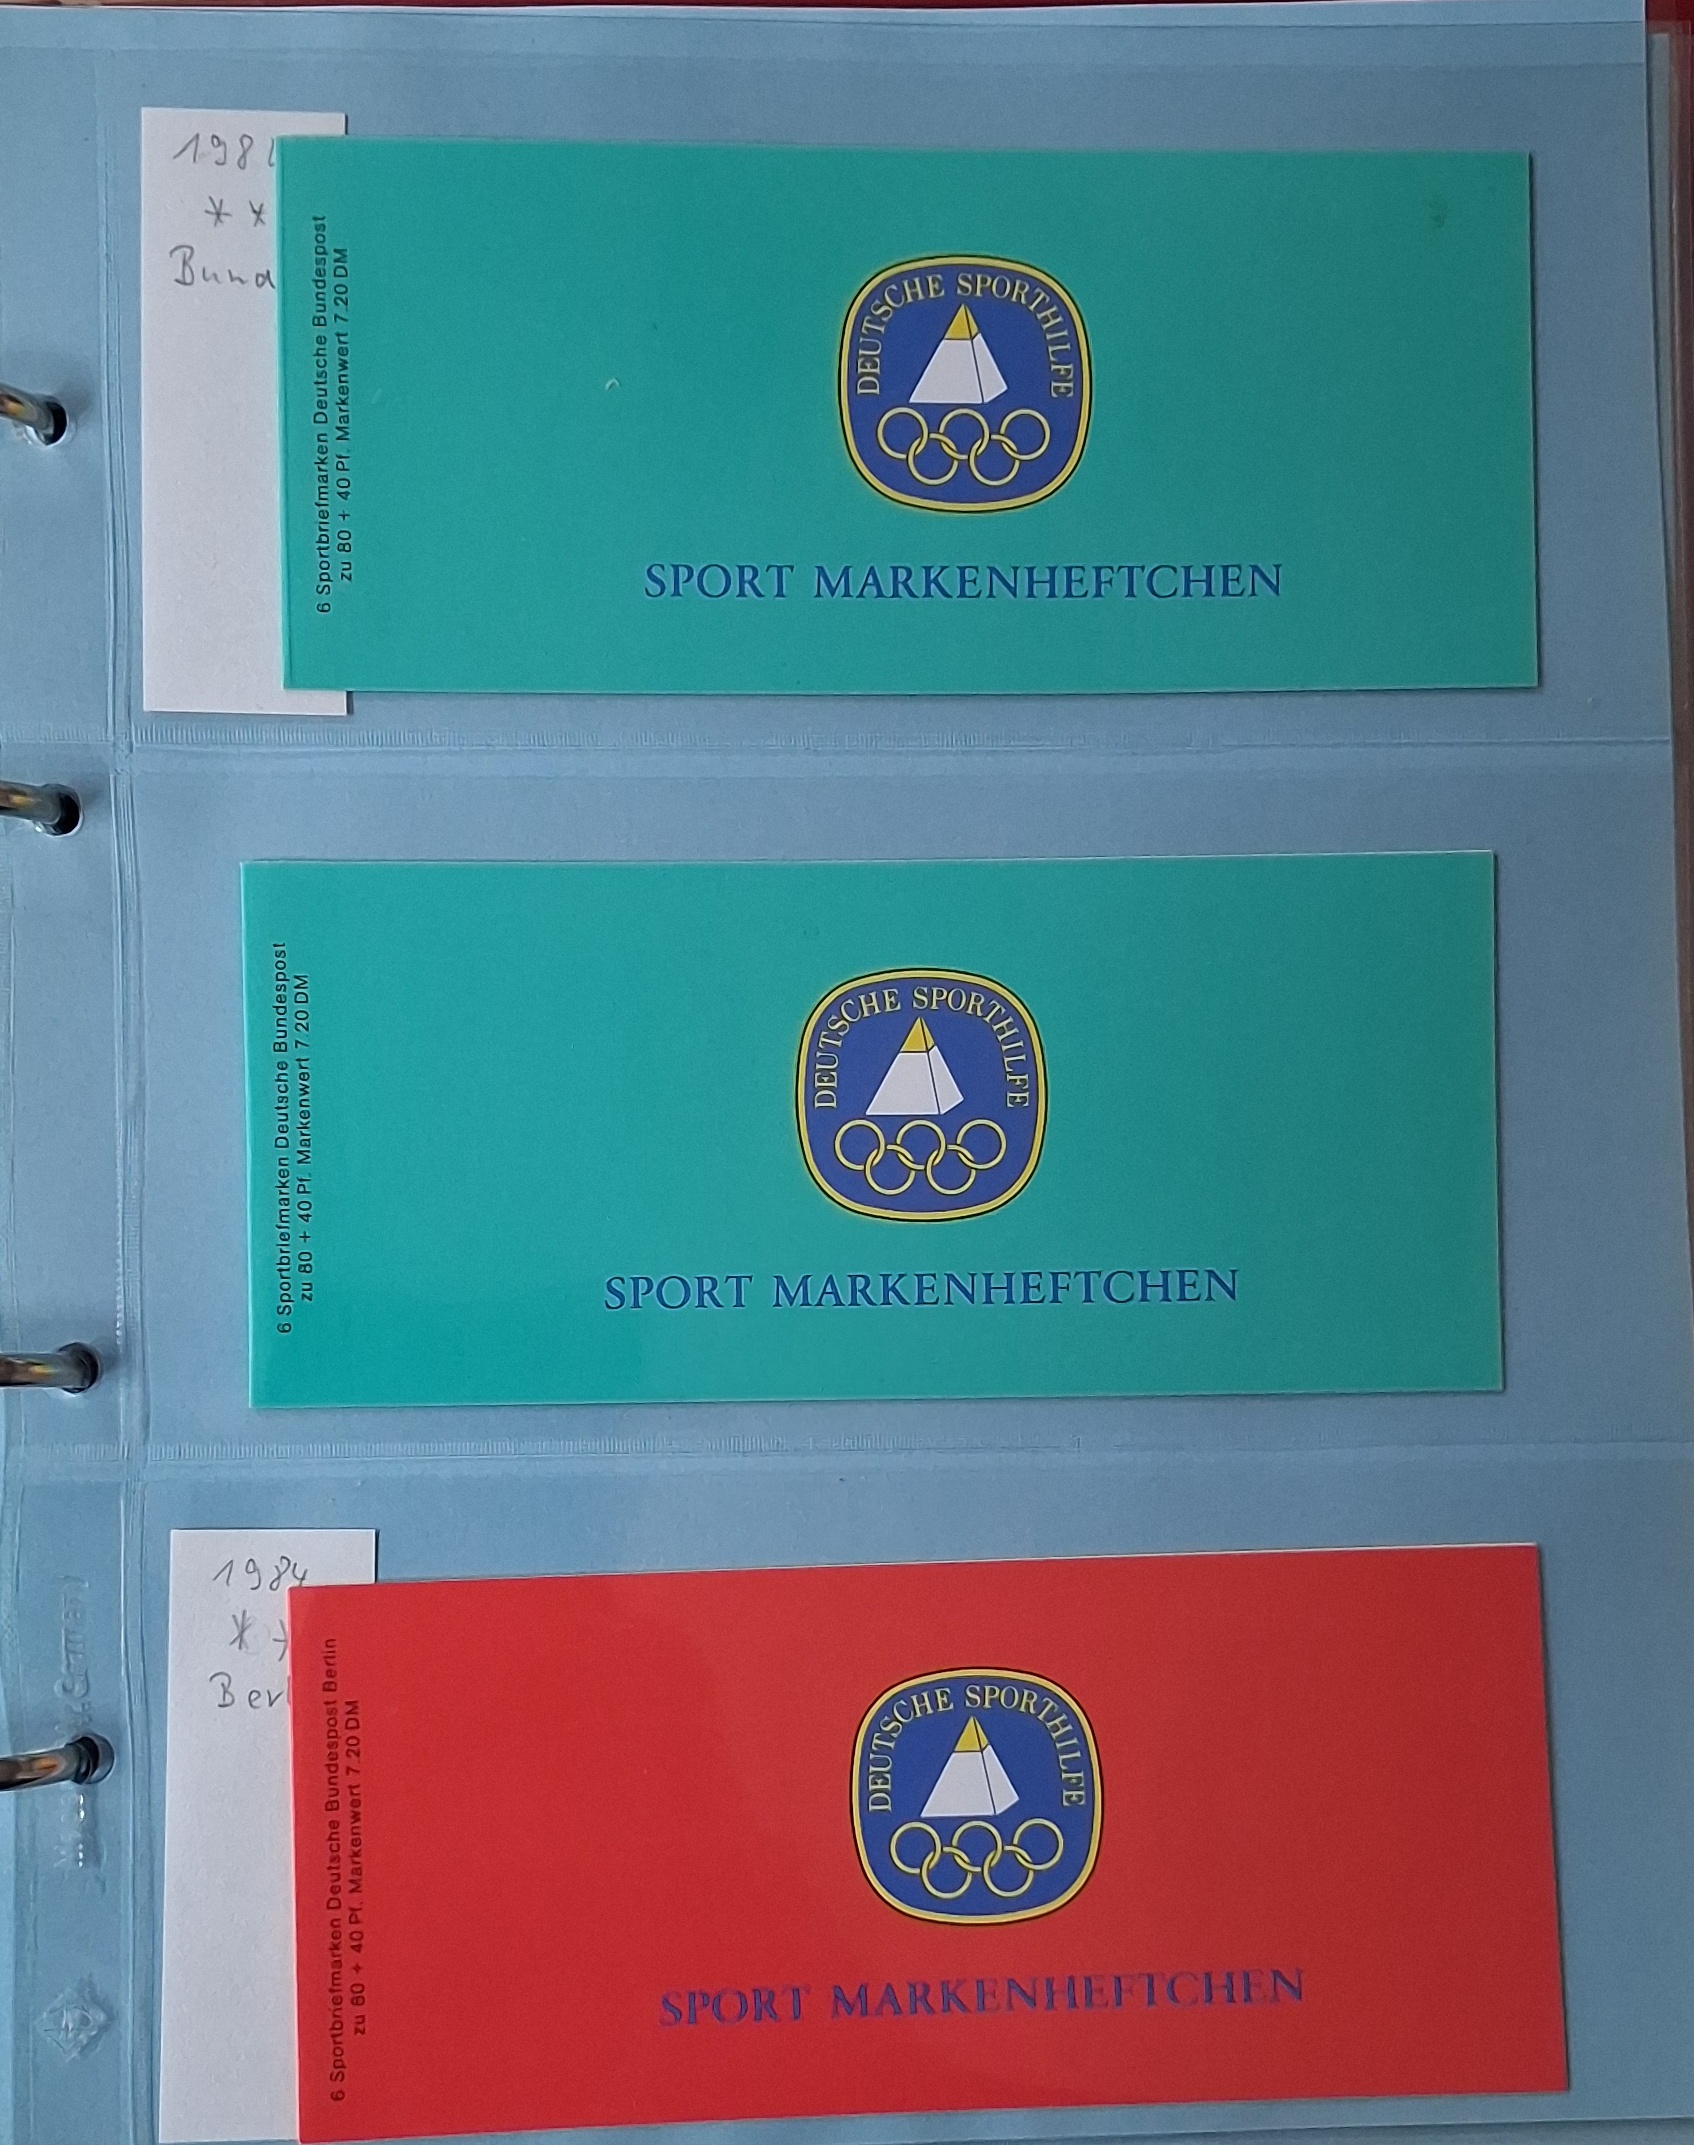 * *
Bund
6 Sportbriefmarken Deutsche Bundespost
zu 80 + 40 Pf. Markenwert 7.20 DM
DEUTSCHE SPORTHILFE
SPORT MARKENHEFTCHEN
6 Sportbriefmarken Deutsche Bundespost
zu 80 + 40 Pf. Markenwert 7.20 DM
DEUTSCHE SPORTHILFE
SPORT MARKENHEFTCHEN
1984
* *
Ber
6 Sportbriefmarken Deutsche Bundespost Berlin
zu 80 + 40 Pf. Markenwert 7.20 DM
DEUTSCHE SPORTHILFE
SPORT MARKENHEFTCHEN